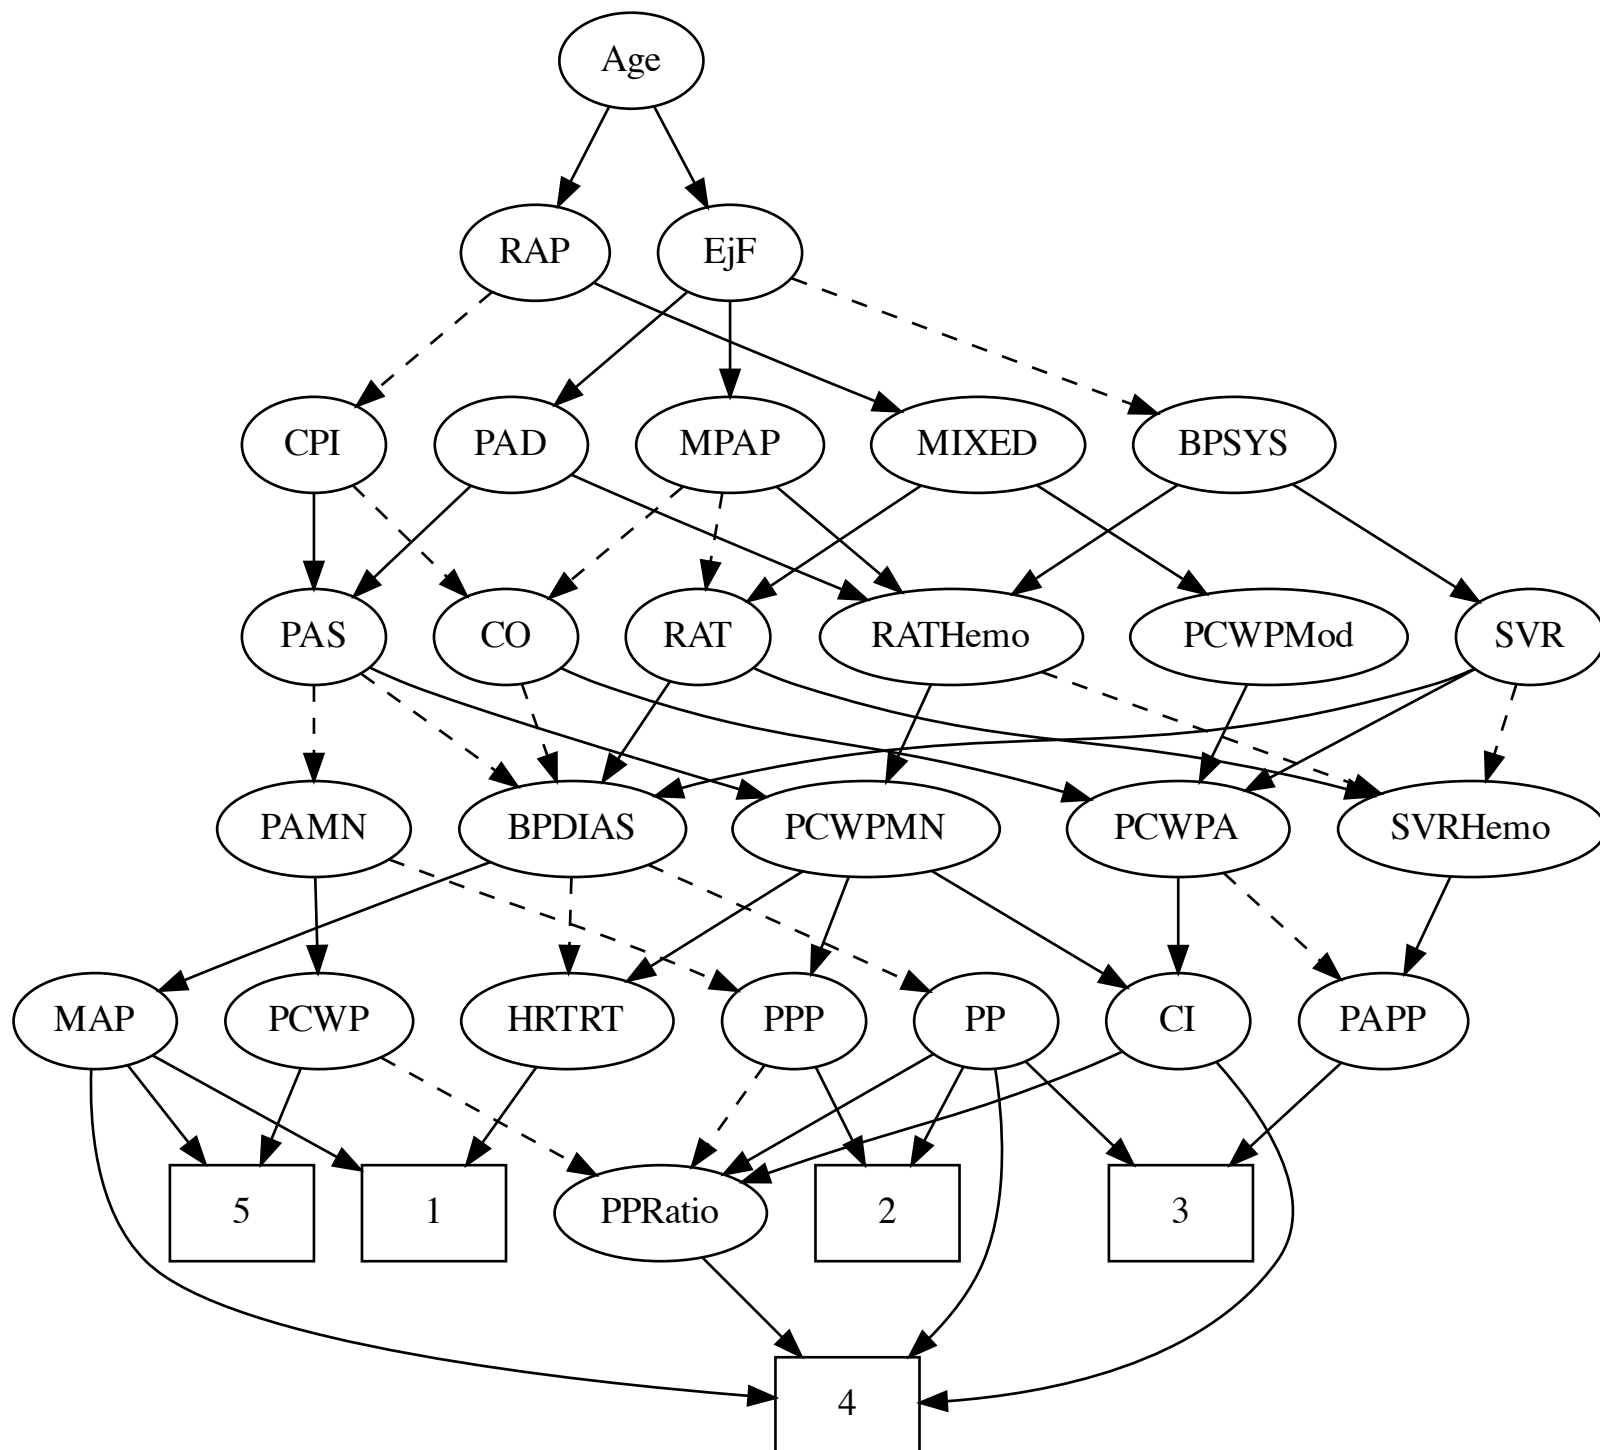 Age
RAP
EjF
CPI
PAD
MPAP
MIXED
BPSYS
PAS
CO
RAT
RATHemo
PCWPMod
SVR
PAMN
BPDIAS
PCWPMN
PCWPA
SVRHemo
MAP
PCWP
HRTRT
PPP
PP
CI
PAPP
5
1
PPRatio
2
3
4